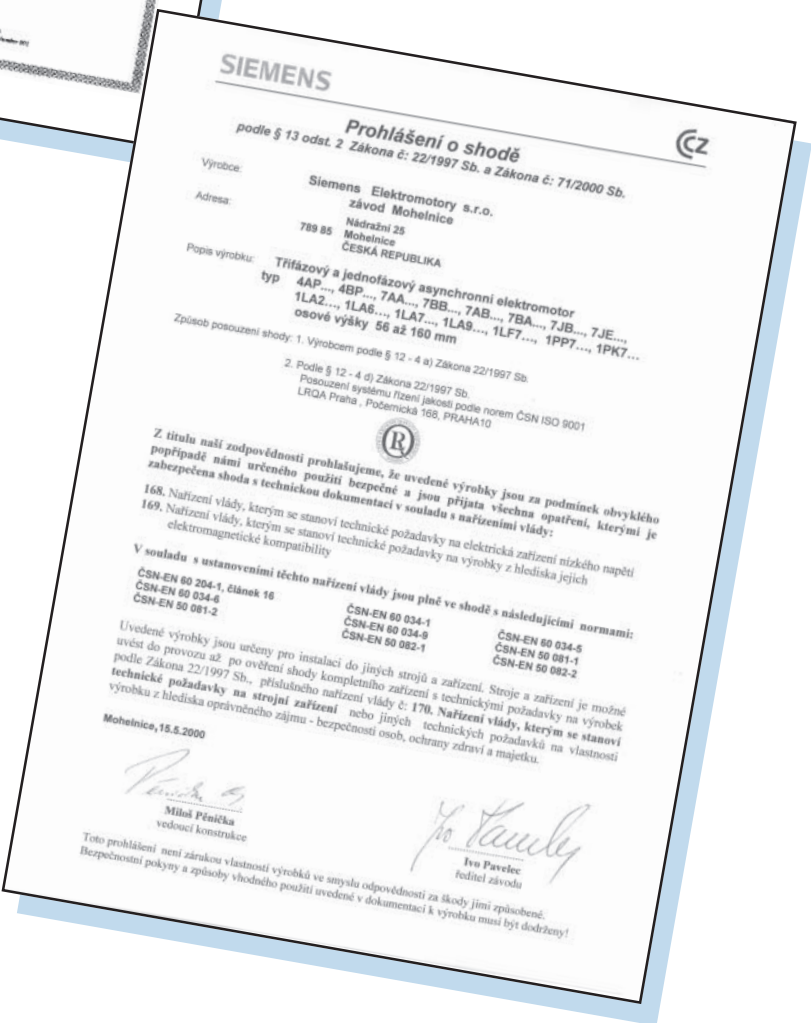 SIEMENS
Prohlášení o shodě
podle § 13 odst. 2 Zákona č: 22/1997 Sb. a Zákona č: 71/2000 Sb.
Výrobce: Siemens Elektromotory s.r.o.
závod Mohelnice
Adresa: Nádražní 25
789 85 Mohelnice
ČESKÁ REPUBLIKA
Popis výrobku: Třífázový a jednofázový asynchronní elektromotor
typ 4AP..., 4BP..., 7AA..., 7BB..., 7AB..., 7BA..., 7JB..., 7JE...,
1LA2..., 1LA6..., 1LA7..., 1LA9..., 1LF7..., 1PP7..., 1PK7...
osové výšky 56 až 160 mm
Způsob posouzení shody: 1. Výrobcem podle § 12 - 4 a) Zákona 22/1997 Sb.
2. Podle § 12 - 4 d) Zákona 22/1997 Sb.
Posouzení systému řízení jakosti podle norem ČSN ISO 9001
LRQA Praha , Počernická 168, PRAHA10
R
Z titulu naší zodpovědnosti prohlašujeme, že uvedené výrobky jsou za podmínek obvyklého
popřípadě námi určeného použití bezpečné a jsou přijata všechna opatření, kterými je
zabezpečena shoda s technickou dokumentací v souladu s nařízeními vlády:
168. Nařízení vlády, kterým se stanoví technické požadavky na elektrická zařízení nízkého napětí
169. Nařízení vlády, kterým se stanoví technické požadavky na výrobky z hlediska jejich
elektromagnetické kompatibility
V souladu s ustanoveními těchto nařízení vlády jsou plně ve shodě s následujícími normami:
ČSN-EN 60 204-1, článek 16 ČSN-EN 60 034-1 ČSN-EN 60 034-5
ČSN-EN 60 034-6 ČSN-EN 60 034-9 ČSN-EN 50 081-1
ČSN-EN 50 081-2 ČSN-EN 50 082-1 ČSN-EN 50 082-2
Uvedené výrobky jsou určeny pro instalaci do jiných strojů a zařízení. Stroje a zařízení je možné
uvést do provozu až po ověření shody kompletního zařízení s technickými požadavky na výrobek
podle Zákona 22/1997 Sb., příslušného nařízení vlády č: 170. Nařízení vlády, kterým se stanoví
technické požadavky na strojní zařízení nebo jiných technických požadavků na vlastnosti
výrobku z hlediska oprávněného zájmu - bezpečnosti osob, ochrany zdraví a majetku.
Mohelnice,15.5.2000
Miloš Pěnička
vedoucí konstrukce
Ivo Pavelec
ředitel závodu
Toto prohlášení není zárukou vlastností výrobků ve smyslu odpovědnosti za škody jimi způsobené.
Bezpečnostní pokyny a způsoby vhodného použití uvedené v dokumentaci k výrobku musí být dodrženy!